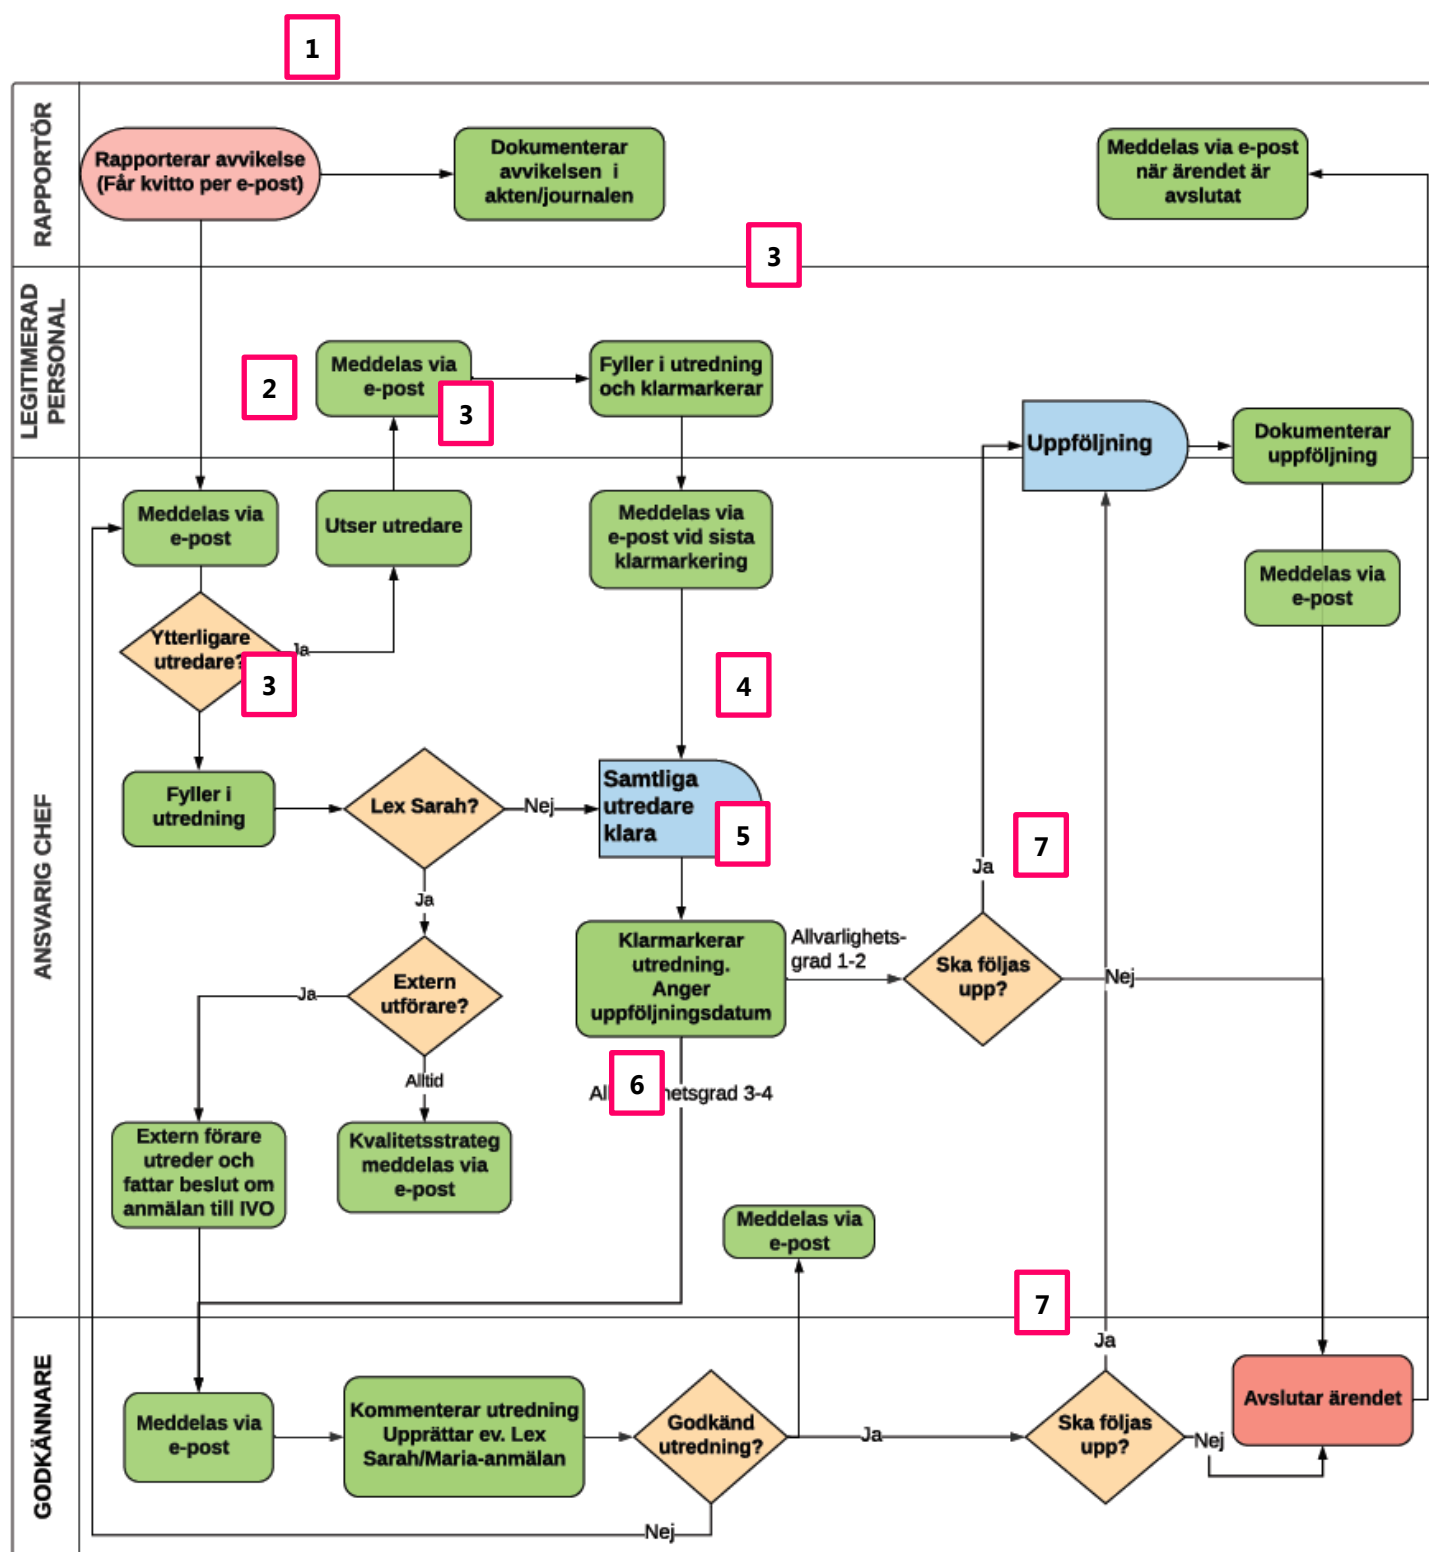 1
RAPPORTÖR
Rapporterar avvikelse
(Får kvitto per e-post)
Dokumenterar
avvikelsen i
akten/journalen
Meddelas via e-post
när ärendet är
avslutat
3
LEGITIMERAD
PERSONAL
2
Meddelas via
e-post
3
Fyller i utredning
och klarmarkerar
Uppföljning
Dokumenterar
uppföljning
ANSVARIG CHEF
Meddelas via
e-post
Utser utredare
Meddelas via
e-post vid sista
klarmarkering
Meddelas via
e-post
Ytterligare
utredare?
Ja
3
4
Fyller i
utredning
Lex Sarah?
Nej
Samtliga
utredare
klara
5
7
Ja
Ja
Extern
utförare?
Ja
Alltid
Klarmarkerar
utredning.
Anger
uppföljningsdatum
Allvarlighets-
grad 1-2
Ska följas
upp?
Nej
6
hetsgrad 3-4
Extern förare
utreder och
fattar beslut om
anmälan till IVO
Kvalitetsstrateg
meddelas via
e-post
Meddelas via
e-post
7
GODKÄNNARE
Meddelas via
e-post
Kommenterar utredning
Upprättar ev. Lex
Sarah/Maria-anmälan
Godkänd
utredning?
Ja
Ja
Ska följas
upp?
Nej
Avslutar ärendet
Nej